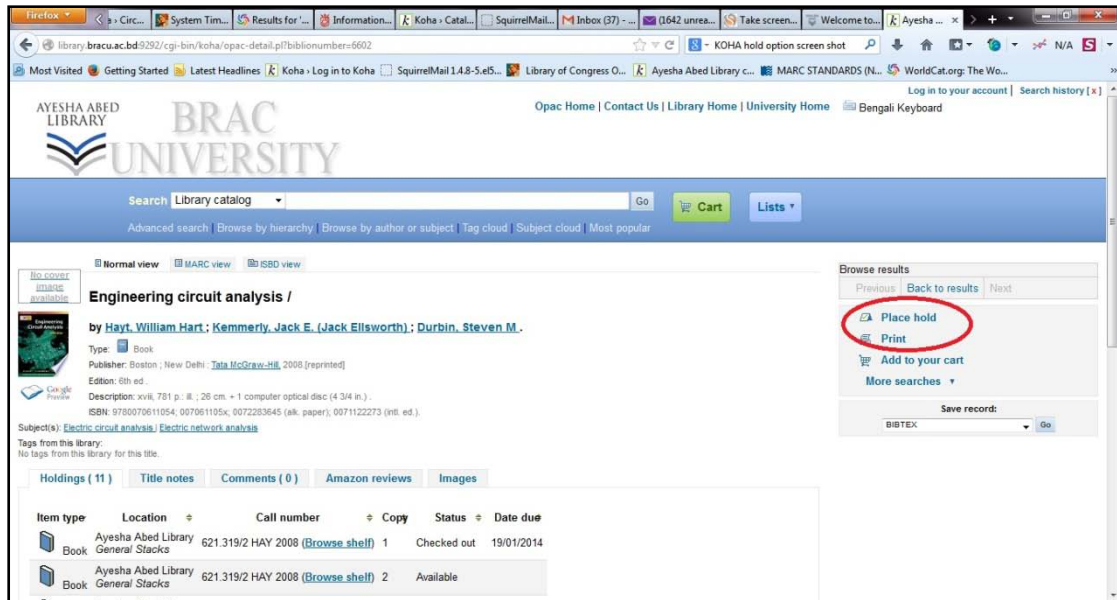 Firefox
a › Circ...
System Tim...
Results for '...
Information...
Koha › Catal...
SquirrelMail...
Inbox (37) - ...
(1642 unrea...
Take screen...
Welcome to...
Ayesha ...
library.bracu.ac.bd:9292/cgi-bin/koha/opac-detail.pl?biblionumber=6602
KOHA hold option screen shot
N/A
Most Visited Getting Started Latest Headlines Koha › Log in to Koha SquirrelMail 1.4.8-5.el5... Library of Congress O... Ayesha Abed Library c... MARC STANDARDS (N... WorldCat.org: The Wo...
Log in to your account | Search history [x]
AYESHA ABED
LIBRARY
BRAC
UNIVERSITY
Opac Home | Contact Us | Library Home | University Home
Bengali Keyboard
Search Library catalog Go Cart Lists
Advanced search | Browse by hierarchy | Browse by author or subject | Tag cloud | Subject cloud | Most popular
Normal view MARC view ISBD view
No cover
image
available
Engineering circuit analysis /
by Hayt, William Hart ; Kemmerly, Jack E. (Jack Ellsworth) ; Durbin, Steven M .
Type: Book
Publisher: Boston ; New Delhi : Tata McGraw-Hill, 2008.[reprinted]
Edition: 6th ed .
Description: xvii, 781 p.: ill. ; 26 cm. + 1 computer optical disc (4 3/4 in.) .
ISBN: 9780070611054; 007061105x; 0072283645 (alk. paper); 0071122273 (intl. ed.).
Engineering
Circuit Analysis
Google
Preview
Subject(s): Electric circuit analysis | Electric network analysis
Tags from this library:
No tags from this library for this title.
Browse results
Previous Back to results Next
Place hold
Print
Add to your cart
More searches
Save record:
BIBTEX Go
Holdings ( 11 ) Title notes Comments ( 0 ) Amazon reviews Images
Item type Location Call number Copy Status Date due
Book Ayesha Abed Library General Stacks 621.319/2 HAY 2008 (Browse shelf) 1 Checked out 19/01/2014
Book Ayesha Abed Library General Stacks 621.319/2 HAY 2008 (Browse shelf) 2 Available